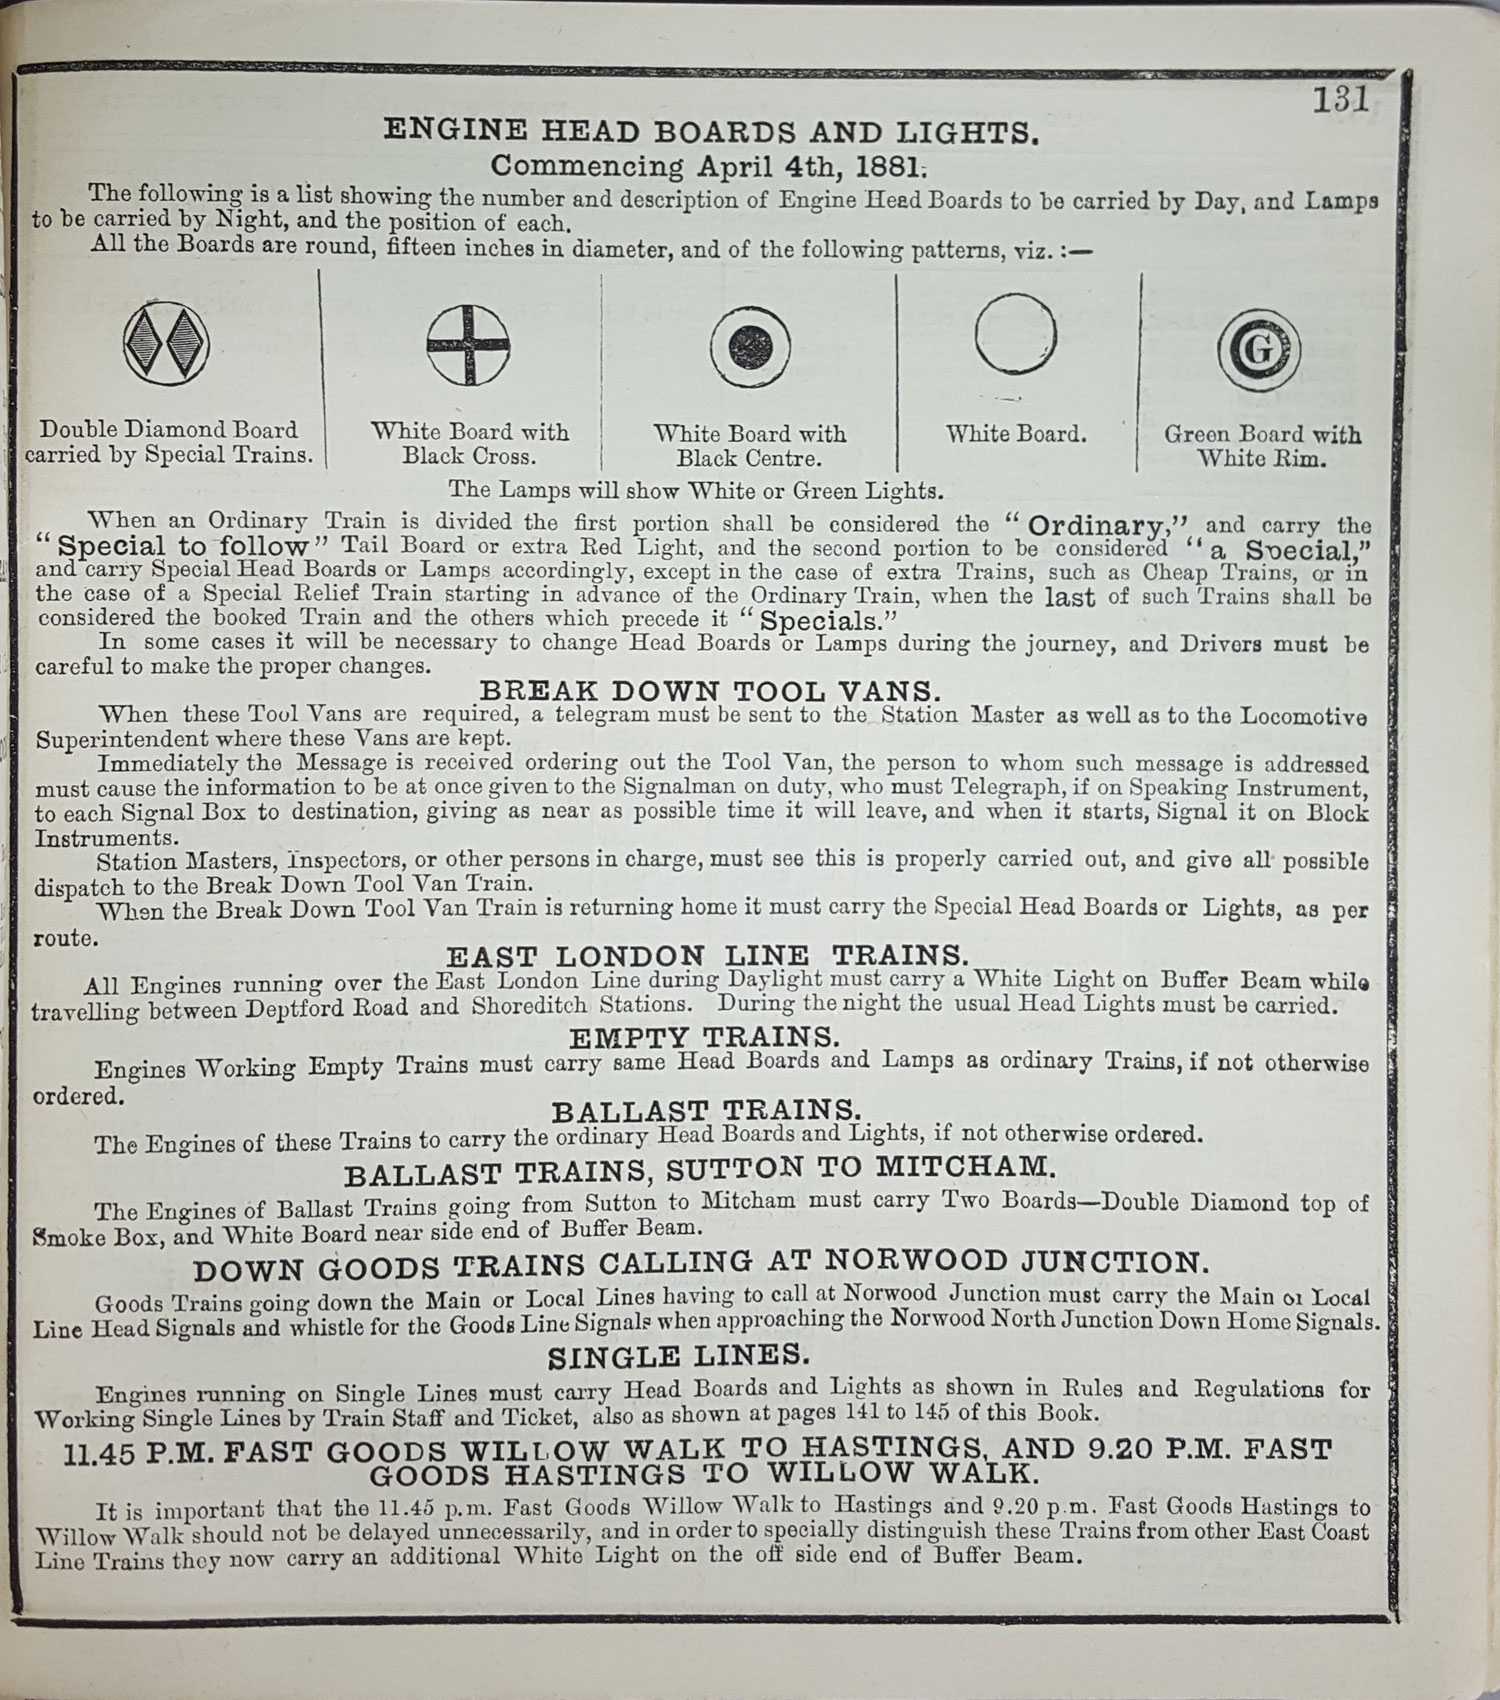 131
ENGINE HEAD BOARDS AND LIGHTS.
Commencing April 4th, 1881.
The following is a list showing the number and description of Engine Head Boards to be carried by Day, and Lamps
to be carried by Night, and the position of each.
All the Boards are round, fifteen inches in diameter, and of the following patterns, viz. :—
G
Double Diamond Board
carried by Special Trains.
White Board with
Black Cross.
White Board with
Black Centre.
White Board.
Green Board with
White Rim.
The Lamps will show White or Green Lights.
When an Ordinary Train is divided the first portion shall be considered the “Ordinary,” and carry the
“Special to follow” Tail Board or extra Red Light, and the second portion to be considered “a Special,”
and carry Special Head Boards or Lamps accordingly, except in the case of extra Trains, such as Cheap Trains, or in
the case of a Special Relief Train starting in advance of the Ordinary Train, when the last of such Trains shall be
considered the booked Train and the others which precede it “Specials.”
In some cases it will be necessary to change Head Boards or Lamps during the journey, and Drivers must be
careful to make the proper changes.
BREAK DOWN TOOL VANS.
When these Tool Vans are required, a telegram must be sent to the Station Master as well as to the Locomotive
Superintendent where these Vans are kept.
Immediately the Message is received ordering out the Tool Van, the person to whom such message is addressed
must cause the information to be at once given to the Signalman on duty, who must Telegraph, if on Speaking Instrument,
to each Signal Box to destination, giving as near as possible time it will leave, and when it starts, Signal it on Block
Instruments.
Station Masters, Inspectors, or other persons in charge, must see this is properly carried out, and give all possible
dispatch to the Break Down Tool Van Train.
When the Break Down Tool Van Train is returning home it must carry the Special Head Boards or Lights, as per
route.
EAST LONDON LINE TRAINS.
All Engines running over the East London Line during Daylight must carry a White Light on Buffer Beam while
travelling between Deptford Road and Shoreditch Stations. During the night the usual Head Lights must be carried.
EMPTY TRAINS.
Engines Working Empty Trains must carry same Head Boards and Lamps as ordinary Trains, if not otherwise
ordered.
BALLAST TRAINS.
The Engines of these Trains to carry the ordinary Head Boards and Lights, if not otherwise ordered.
BALLAST TRAINS, SUTTON TO MITCHAM.
The Engines of Ballast Trains going from Sutton to Mitcham must carry Two Boards—Double Diamond top of
Smoke Box, and White Board near side end of Buffer Beam.
DOWN GOODS TRAINS CALLING AT NORWOOD JUNCTION.
Goods Trains going down the Main or Local Lines having to call at Norwood Junction must carry the Main or Local
Line Head Signals and whistle for the Goods Line Signals when approaching the Norwood North Junction Down Home Signals.
SINGLE LINES.
Engines running on Single Lines must carry Head Boards and Lights as shown in Rules and Regulations for
Working Single Lines by Train Staff and Ticket, also as shown at pages 141 to 145 of this Book.
11.45 P.M. FAST GOODS WILLOW WALK TO HASTINGS, AND 9.20 P.M. FAST
GOODS HASTINGS TO WILLOW WALK.
It is important that the 11.45 p.m. Fast Goods Willow Walk to Hastings and 9.20 p.m. Fast Goods Hastings to
Willow Walk should not be delayed unnecessarily, and in order to specially distinguish these Trains from other East Coast
Line Trains they now carry an additional White Light on the off side end of Buffer Beam.